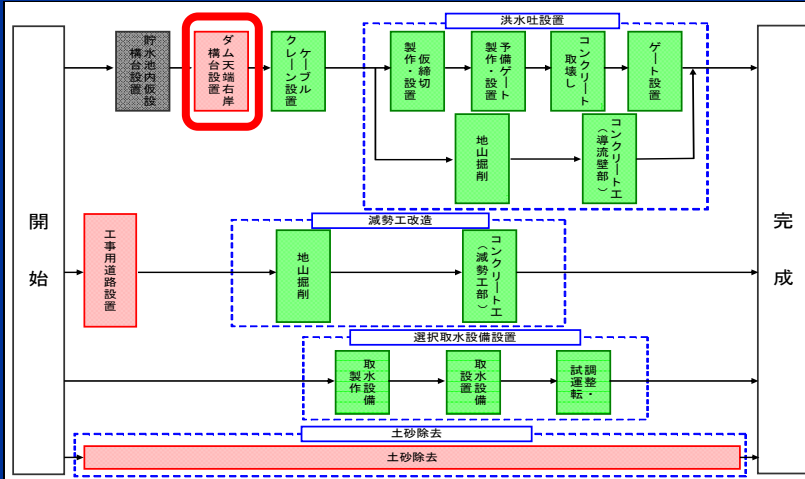 洪水吐設置
貯水池内仮設
構台設置
ダム天端右岸
構台設置
ケーブル
クレーン設置
仮締切
製作・設置
予備ゲート
製作・設置
コンクリート
取壊し
ゲート設置
地山掘削
コンクリート工
（導流壁部）
開始
完成
工事用道路設置
減勢工改造
地山掘削
コンクリート工
（減勢工部）
選択取水設備設置
取水設備
製作
取水設備
設置
調整・
試運転
土砂除去
土砂除去